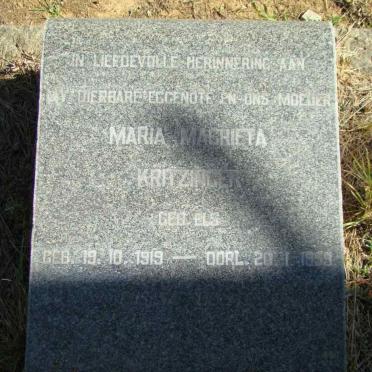 IN LIEFDEVOLLE HERINNERING AAN
MY DIERBARE EGGENOTE EN ONS MOEDER
MARIA MAGRIETA
KRITZINGER
GEB. ELS
GEB. 19. 10. 1919 — OORL.